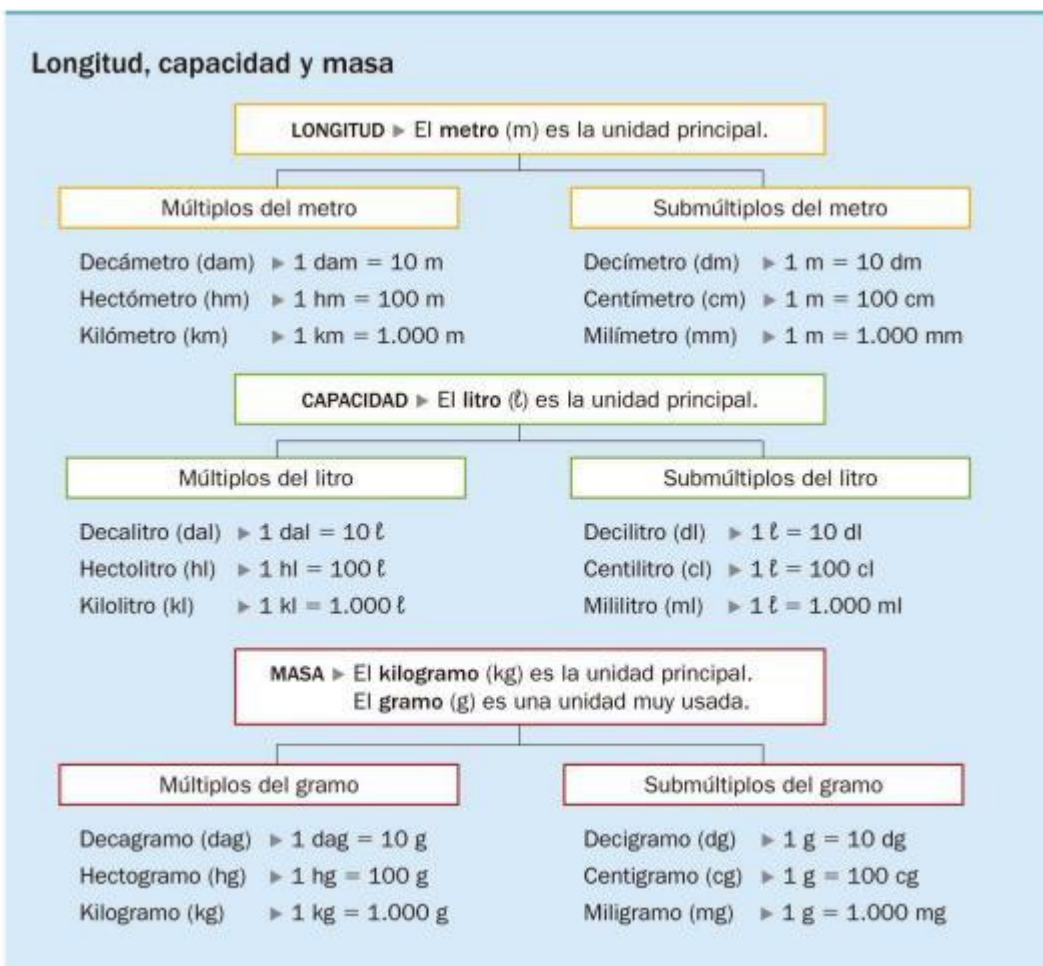 Longitud, capacidad y masa
LONGITUD ▶ El metro (m) es la unidad principal.
Múltiplos del metro
Decámetro (dam) ▶ 1 dam = 10 m
Hectómetro (hm) ▶ 1 hm = 100 m
Kilómetro (km) ▶ 1 km = 1.000 m
Submúltiplos del metro
Decímetro (dm) ▶ 1 m = 10 dm
Centímetro (cm) ▶ 1 m = 100 cm
Milímetro (mm) ▶ 1 m = 1.000 mm
CAPACIDAD ▶ El litro (ℓ) es la unidad principal.
Múltiplos del litro
Decalitro (dal) ▶ 1 dal = 10 ℓ
Hectolitro (hl) ▶ 1 hl = 100 ℓ
Kilolitro (kl) ▶ 1 kl = 1.000 ℓ
Submúltiplos del litro
Decilitro (dl) ▶ 1 ℓ = 10 dl
Centilitro (cl) ▶ 1 ℓ = 100 cl
Mililitro (ml) ▶ 1 ℓ = 1.000 ml
MASA ▶ El kilogramo (kg) es la unidad principal.
El gramo (g) es una unidad muy usada.
Múltiplos del gramo
Decagramo (dag) ▶ 1 dag = 10 g
Hectogramo (hg) ▶ 1 hg = 100 g
Kilogramo (kg) ▶ 1 kg = 1.000 g
Submúltiplos del gramo
Decigramo (dg) ▶ 1 g = 10 dg
Centigramo (cg) ▶ 1 g = 100 cg
Miligramo (mg) ▶ 1 g = 1.000 mg